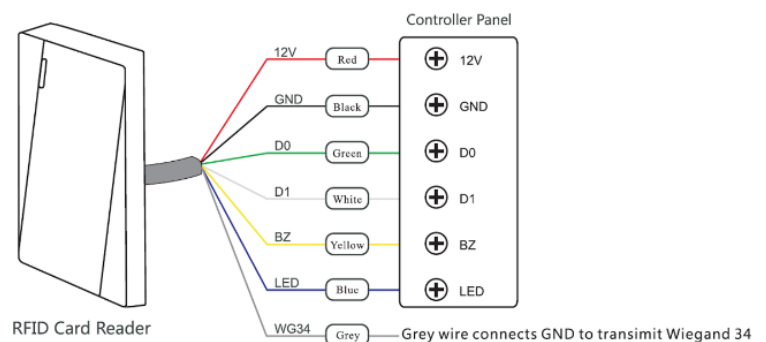 Controller Panel
12V Red 12V
GND Black GND
D0 Green D0
D1 White D1
BZ Yellow BZ
LED Blue LED
WG34 Grey Grey wire connects GND to transimit Wiegand 34
RFID Card Reader